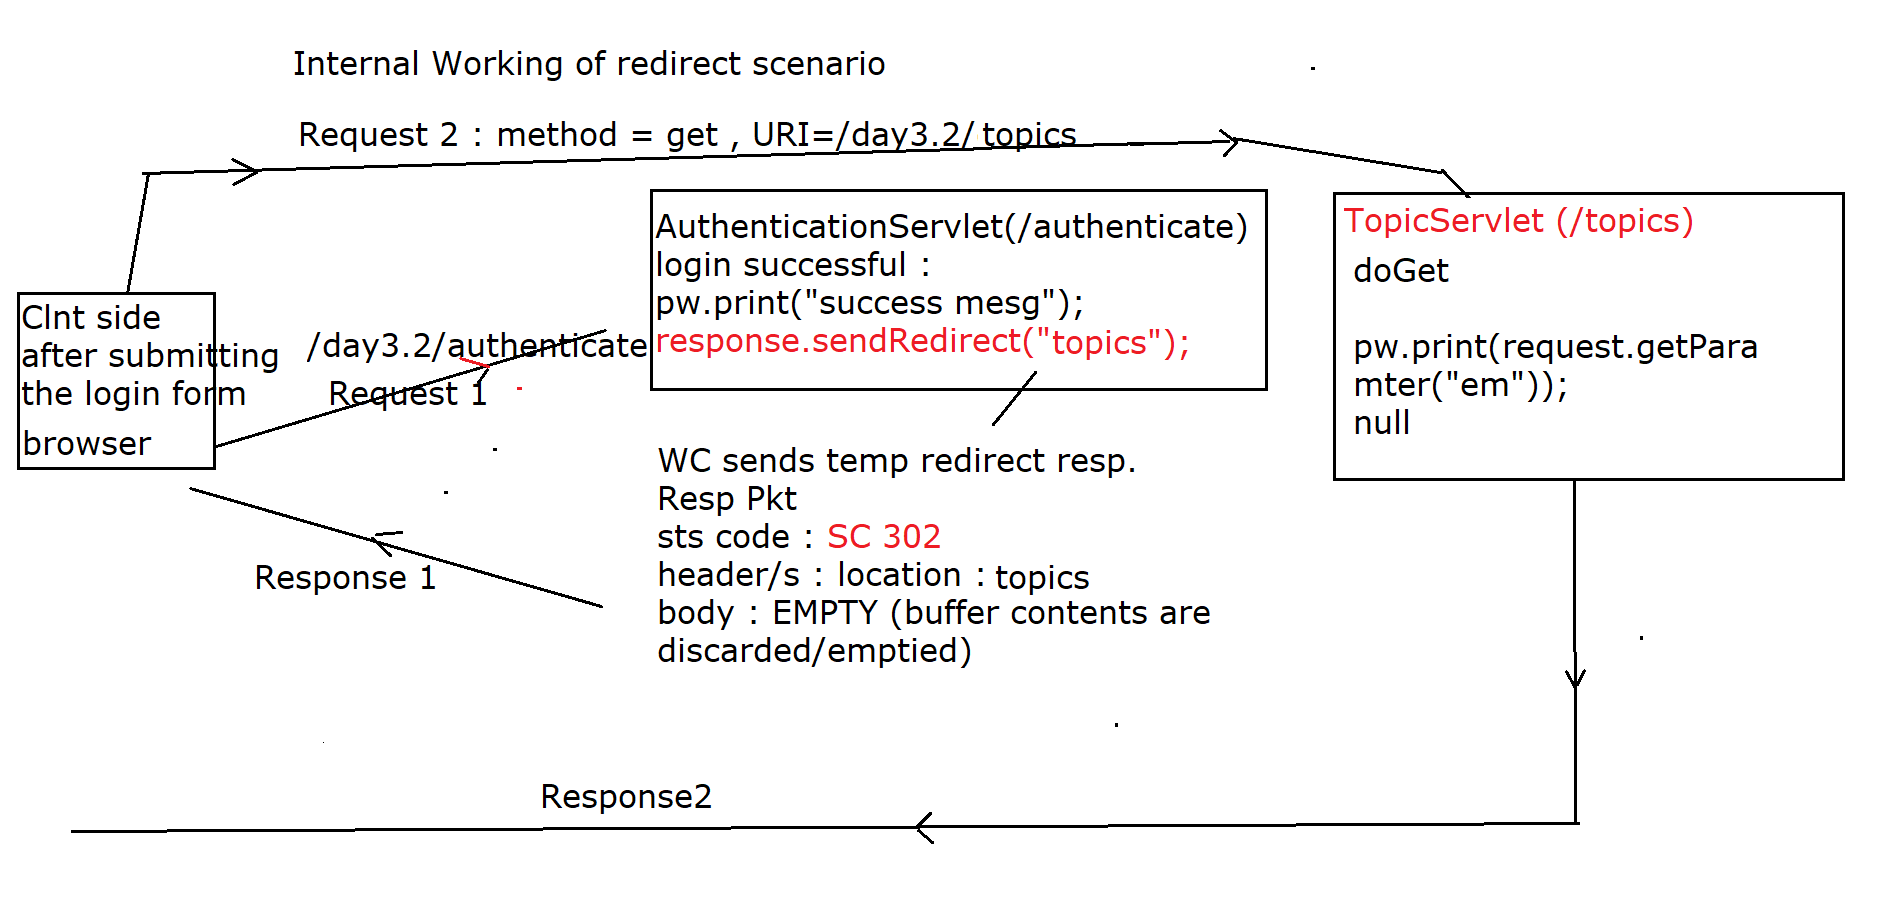 Internal Working of redirect scenario
Request 2 : method = get , URI=/day3.2/ topics
AuthenticationServlet(/authenticate)
login successful :
pw.print("success mesg");
response.sendRedirect("topics");
TopicServlet (/topics)
doGet
pw.print(request.getPara
mter("em"));
null
Clnt side
after submitting
the login form
browser
/day3.2/authenticate
Request 1
WC sends temp redirect resp.
Resp Pkt
sts code : SC 302
header/s : location : topics
body : EMPTY (buffer contents are
discarded/emptied)
Response 1
Response2